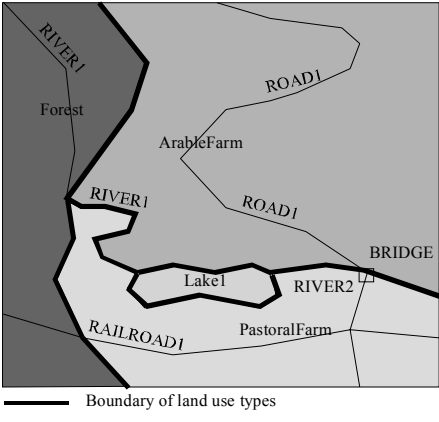 RIVER1
ROAD1
Forest
ArableFarm
RIVER1
ROAD1
BRIDGE
Lake1
RIVER2
RAILROAD1
PastoralFarm
Boundary of land use types